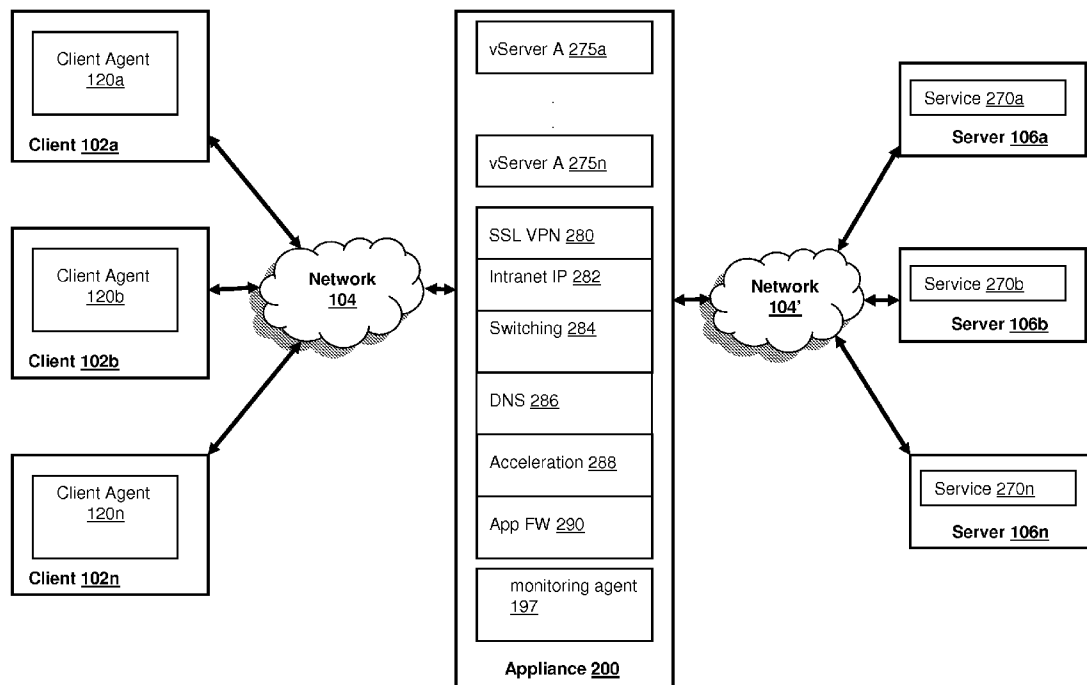 Client Agent
120a
Client 102a
Client Agent
120b
Client 102b
Client Agent
120n
Client 102n
Network
104
vServer A 275a
vServer A 275n
SSL VPN 280
Intranet IP 282
Switching 284
DNS 286
Acceleration 288
App FW 290
monitoring agent
197
Appliance 200
Network
104'
Service 270a
Server 106a
Service 270b
Server 106b
Service 270n
Server 106n